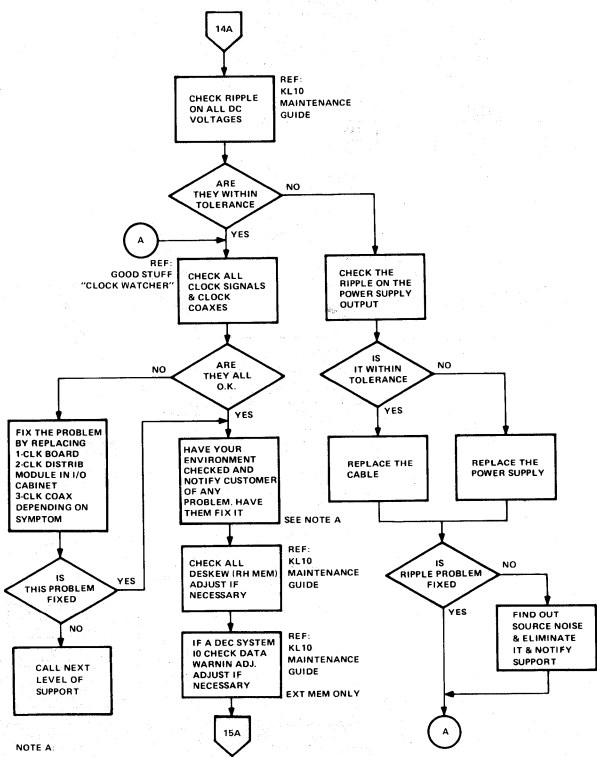 14A
CHECK RIPPLE
ON ALL DC
VOLTAGES
REF:
KL10
MAINTENANCE
GUIDE
ARE
THEY WITHIN
TOLERANCE
NO
YES
A
REF:
GOOD STUFF
"CLOCK WATCHER"
CHECK ALL
CLOCK SIGNALS
& CLOCK
COAXES
CHECK THE
RIPPLE ON THE
POWER SUPPLY
OUTPUT
ARE
THEY ALL
O.K.
NO
YES
IS
IT WITHIN
TOLERANCE
NO
YES
FIX THE PROBLEM
BY REPLACING
1-CLK BOARD
2-CLK DISTRIB
MODULE IN I/O
CABINET
3-CLK COAX
DEPENDING ON
SYMPTOM
HAVE YOUR
ENVIRONMENT
CHECKED AND
NOTIFY CUSTOMER
OF ANY
PROBLEM. HAVE
THEM FIX IT
SEE NOTE A
REPLACE THE
CABLE
REPLACE THE
POWER SUPPLY
IS
THIS PROBLEM
FIXED
YES
NO
CHECK ALL
DESKEW (RH MEM)
ADJUST IF
NECESSARY
REF:
KL10
MAINTENANCE
GUIDE
IS
RIPPLE PROBLEM
FIXED
NO
YES
CALL NEXT
LEVEL OF
SUPPORT
IF A DEC SYSTEM
I0 CHECK DATA
WARNIN ADJ.
ADJUST IF
NECESSARY
REF:
KL10
MAINTENANCE
GUIDE
EXT MEM ONLY
FIND OUT
SOURCE NOISE
& ELIMINATE
IT & NOTIFY
SUPPORT
15A
A
NOTE A: